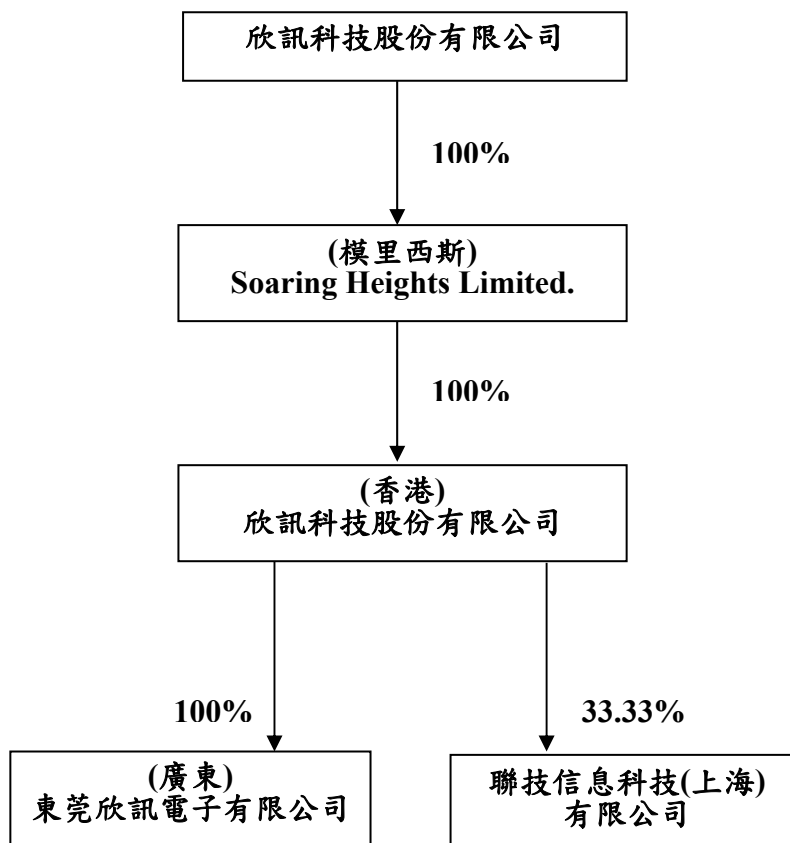 欣訊科技股份有限公司
100%
(模里西斯)
Soaring Heights Limited.
100%
(香港)
欣訊科技股份有限公司
100%
33.33%
(廣東)
東莞欣訊電子有限公司
聯技信息科技(上海)
有限公司